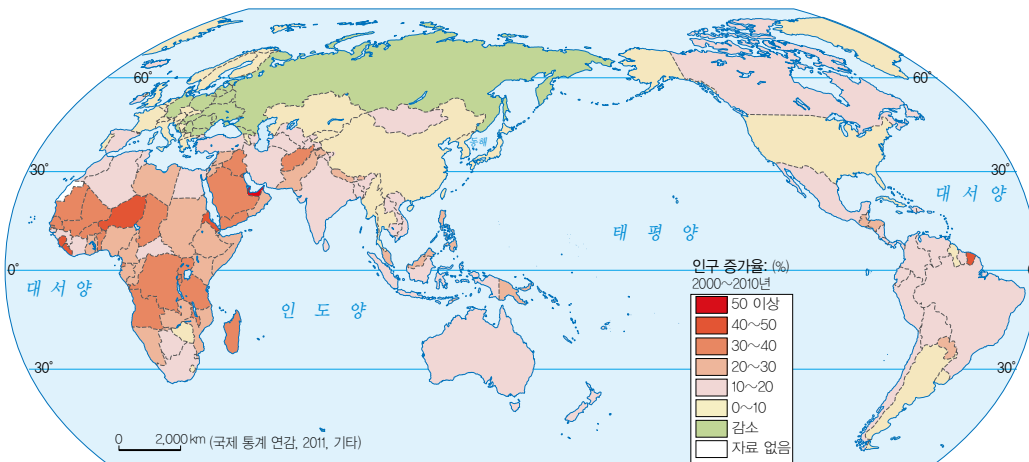 60°
60°
동해
30°
30°
대서양
태평양
0°
대서양
인도양
30°
30°
인구 증가율: (%)
2000~2010년
50 이상
40~50
30~40
20~30
10~20
0~10
감소
자료 없음
0 2,000km (국제 통계 연감, 2011, 기타)